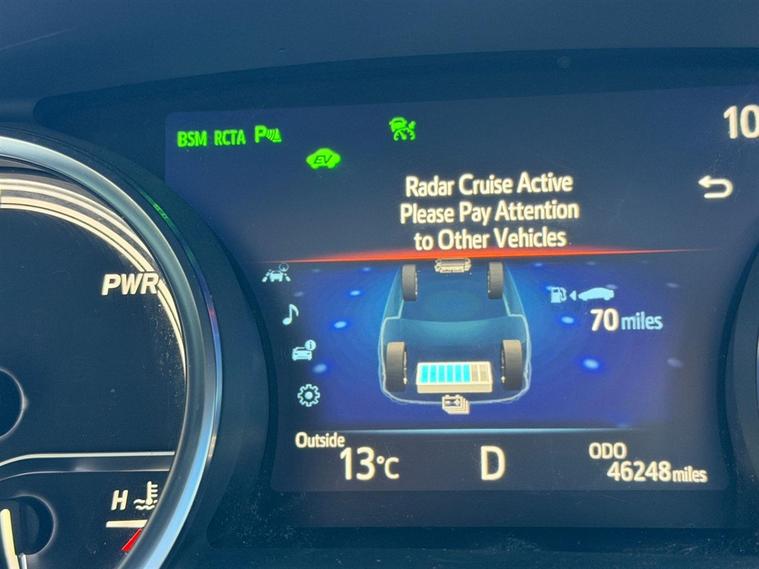 BSM RCTA P
EV
10
Radar Cruise Active
Please Pay Attention
to Other Vehicles
PWR
70 miles
Outside
13°C
D
ODO
46248 miles
H